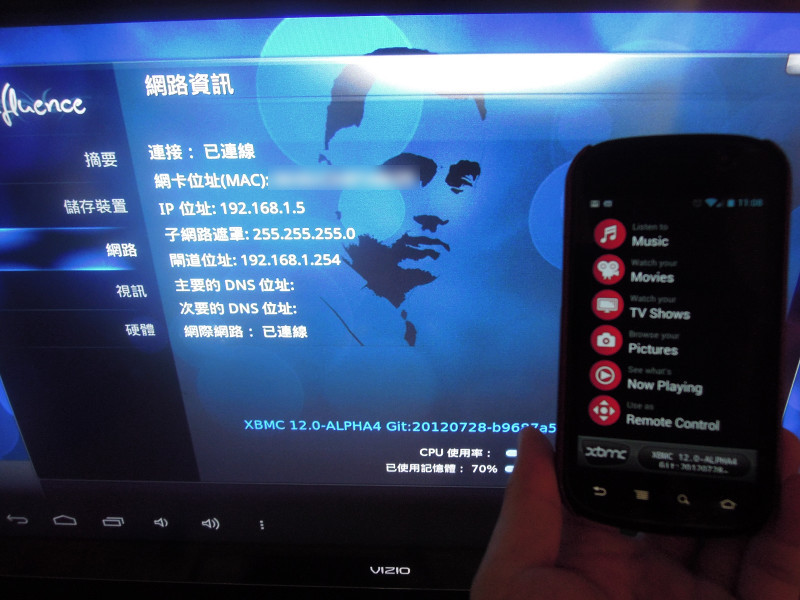 fluence
網路資訊
摘要
儲存裝置
網路
視訊
硬體
連接： 已連線
網卡位址(MAC):
IP 位址: 192.168.1.5
子網路遮罩: 255.255.255.0
閘道位址: 192.168.1.254
主要的 DNS 位址:
次要的 DNS 位址:
網際網路： 已連線
XBMC 12.0-ALPHA4 Git:20120728-b9687a5
CPU 使用率：
已使用記憶體： 70%
VIZIO
11:08
Listen to
Music
Watch your
Movies
Watch your
TV Shows
Browse your
Pictures
See what's
Now Playing
Use as
Remote Control
xbmc
XBMC 12.0-ALPHA4
Git:20120728...